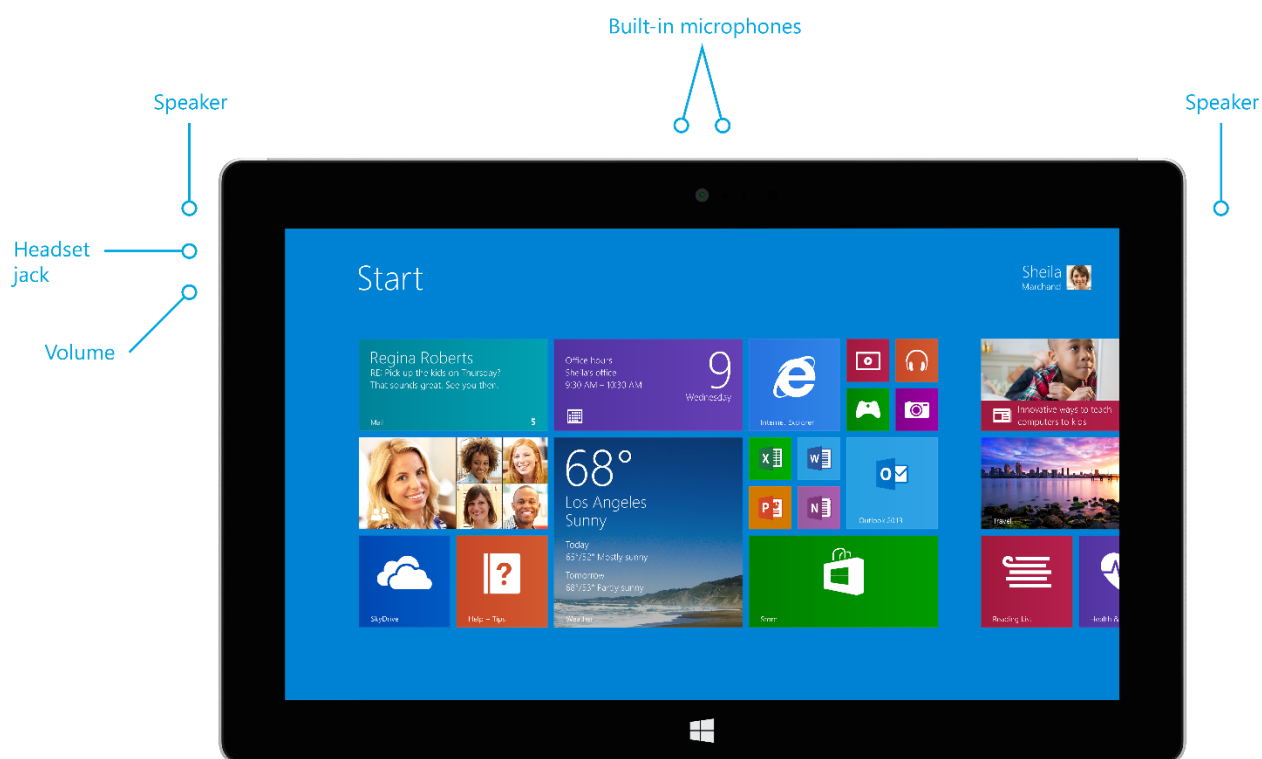 Built-in microphones
Speaker
Speaker
Headset
jack
Volume
Start
Sheila
Marchand
Regina Roberts
RE: Pick up the kids on Thursday?
That sounds great. See you then.
Mail
5
Office hours
Sheila's office
9:30 AM – 10:30 AM
9
Wednesday
Internet Explorer
Innovative ways to teach
computers to kids
68°
Los Angeles
Sunny
Today
63°/52° Mostly sunny
Tomorrow
68°/53° Partly sunny
Weather
X
W
P
N
O
Outlook 2013
Travel
SkyDrive
?
Help + Tips
Store
Reading List
Health &